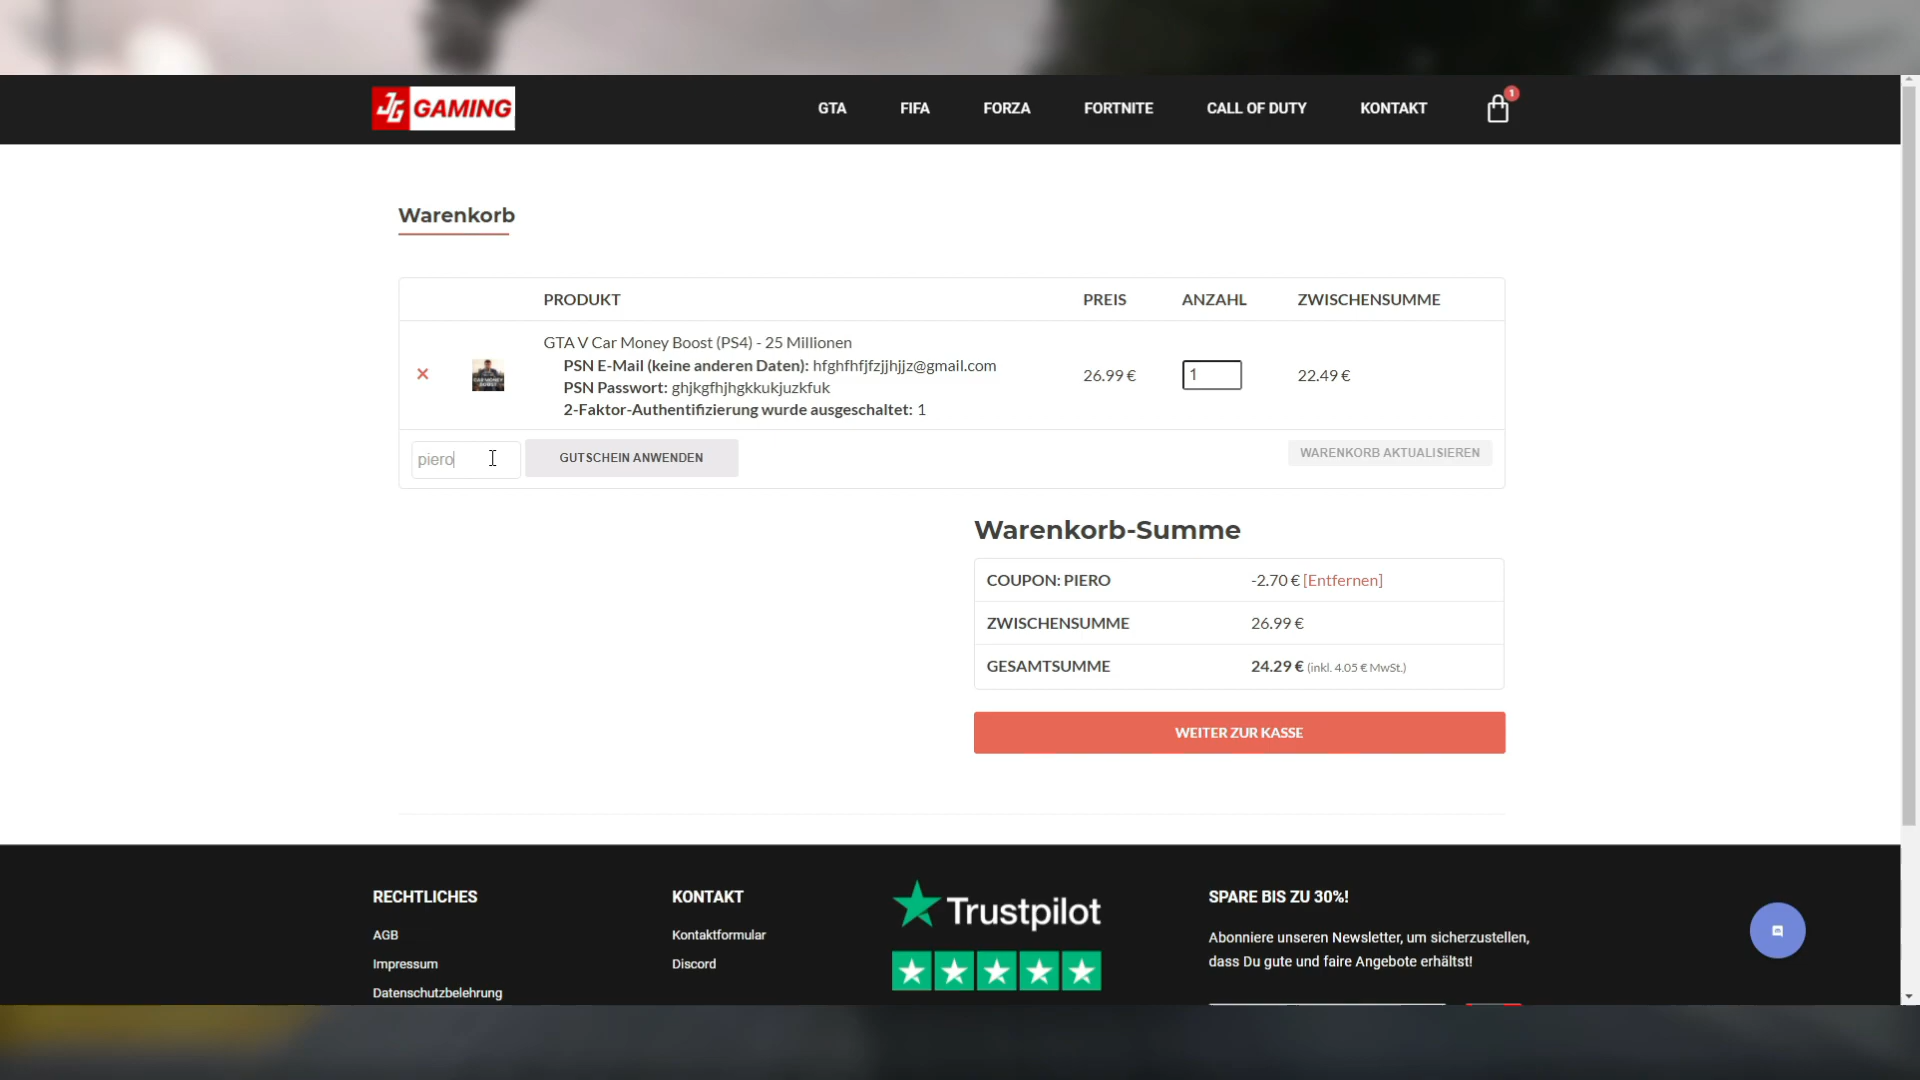 JG GAMING
GTA
FIFA
FORZA
FORTNITE
CALL OF DUTY
KONTAKT
1
Warenkorb
PRODUKT
PREIS
ANZAHL
ZWISCHENSUMME
GTA V Car Money Boost (PS4) - 25 Millionen
PSN E-Mail (keine anderen Daten): hfghfhfjfzjjhjjz@gmail.com
PSN Passwort: ghjkgfhjhgkkukjuzkfuk
2-Faktor-Authentifizierung wurde ausgeschaltet: 1
26.99 €
1
22.49 €
piero
GUTSCHEIN ANWENDEN
WARENKORB AKTUALISIEREN
Warenkorb-Summe
COUPON: PIERO
-2.70 € [Entfernen]
ZWISCHENSUMME
26.99 €
GESAMTSUMME
24.29 € (inkl. 4.05 € MwSt.)
WEITER ZUR KASSE
RECHTLICHES
AGB
Impressum
Datenschutzbelehrung
KONTAKT
Kontaktformular
Discord
Trustpilot
SPARE BIS ZU 30%!
Abonniere unseren Newsletter, um sicherzustellen,
dass Du gute und faire Angebote erhältst!